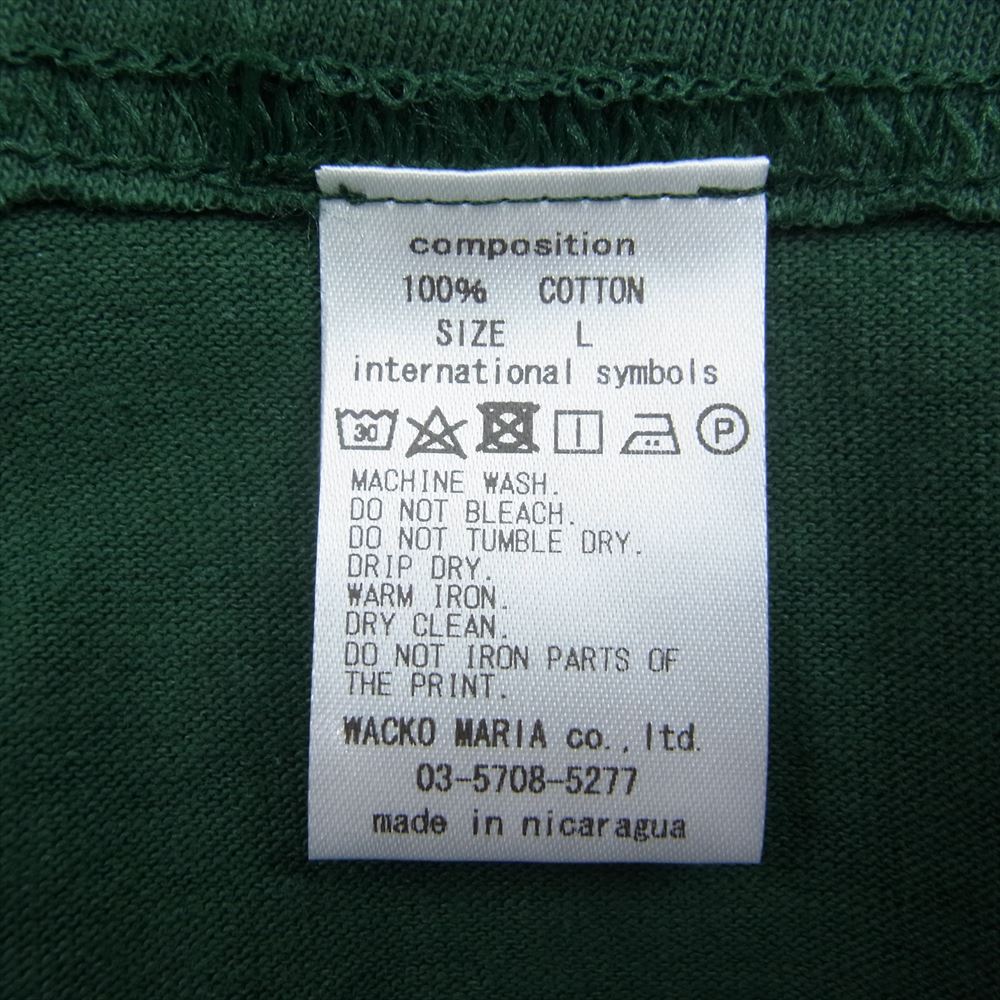 composition
100% COTTON
SIZE L
international symbols
30 P
MACHINE WASH.
DO NOT BLEACH.
DO NOT TUMBLE DRY.
DRIP DRY.
WARM IRON.
DRY CLEAN.
DO NOT IRON PARTS OF
THE PRINT.
WACKO MARIA co.,ltd.
03-5708-5277
made in nicaragua